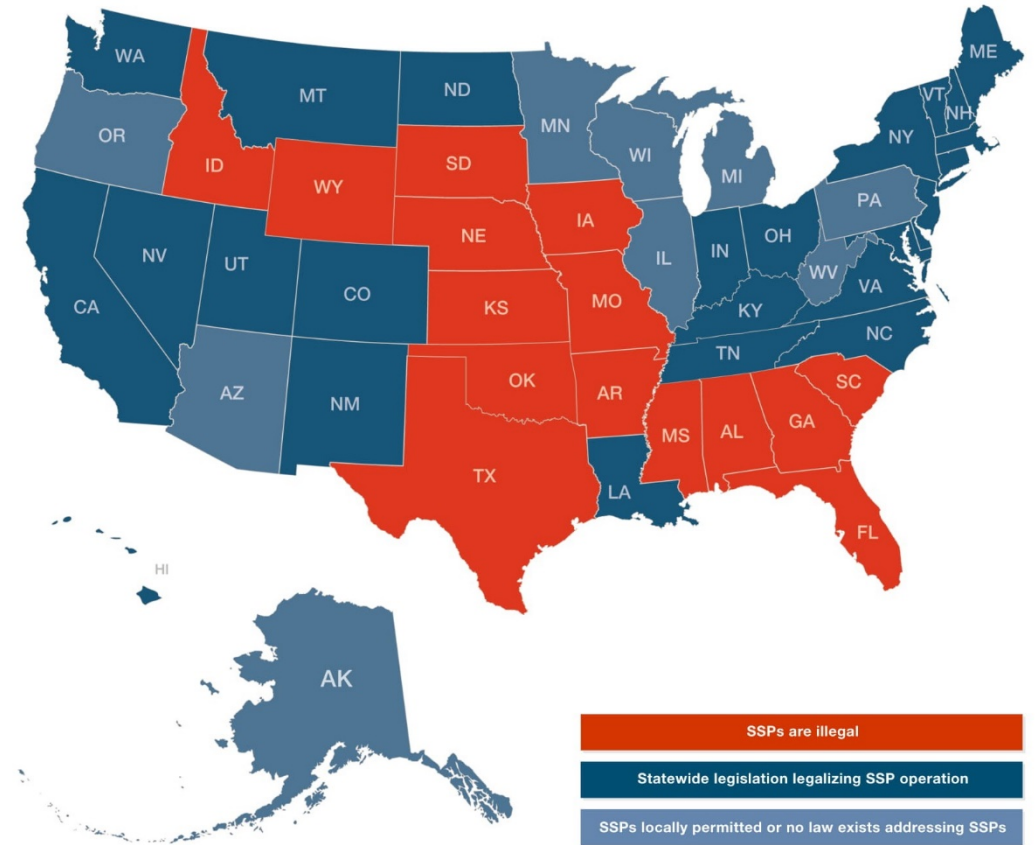 WA
MT
ND
MN
ME
VT
NH
NY
OR
ID
WY
SD
WI
MI
PA
IA
NE
NV
UT
CO
CA
KS
MO
IL
IN
OH
WV
VA
KY
NC
TN
AZ
NM
OK
AR
SC
MS
AL
GA
TX
LA
FL
HI
AK
SSPs are illegal
Statewide legislation legalizing SSP operation
SSPs locally permitted or no law exists addressing SSPs